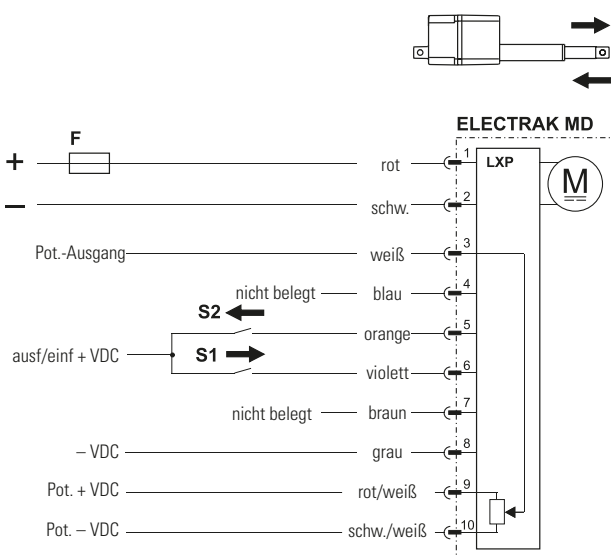 ELECTRAK MD
F
+ rot 1 LXP
M
– schw. 2
Pot.-Ausgang weiß 3
nicht belegt blau 4
S2
orange 5
ausf/einf + VDC
S1
violett 6
nicht belegt braun 7
– VDC grau 8
Pot. + VDC rot/weiß 9
Pot. – VDC schw./weiß 10